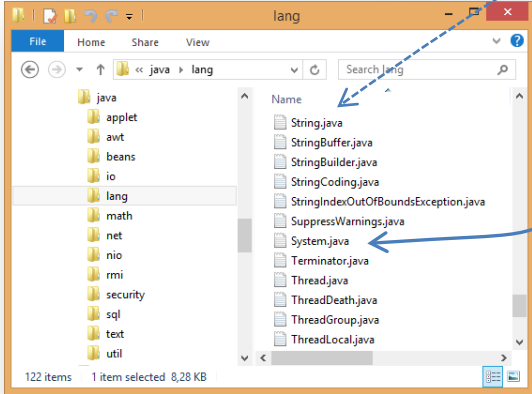 lang
File Home Share View
« java ▸ lang
Search lang
java
applet
awt
beans
io
lang
math
net
nio
rmi
security
sql
text
util
Name
String.java
StringBuffer.java
StringBuilder.java
StringCoding.java
StringIndexOutOfBoundsException.java
SuppressWarnings.java
System.java
Terminator.java
Thread.java
ThreadDeath.java
ThreadGroup.java
ThreadLocal.java
122 items 1 item selected 8,28 KB